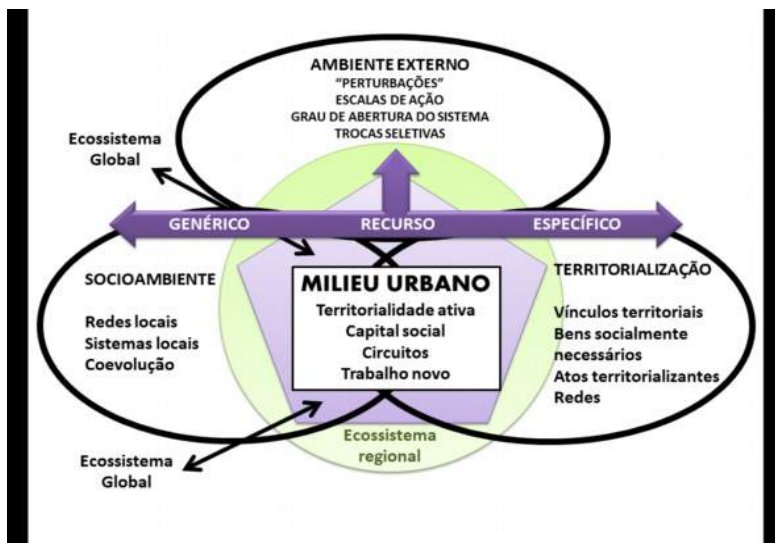 AMBIENTE EXTERNO
"PERTURBAÇÕES"
ESCALAS DE AÇÃO
GRAU DE ABERTURA DO SISTEMA
TROCAS SELETIVAS
Ecossistema
Global
GENÉRICO
RECURSO
ESPECÍFICO
SOCIOAMBIENTE
Redes locais
Sistemas locais
Coevolução
MILIEU URBANO
Territorialidade ativa
Capital social
Circuitos
Trabalho novo
TERRITORIALIZAÇÃO
Vínculos territoriais
Bens socialmente
necessários
Atos territorializantes
Redes
Ecossistema
regional
Ecossistema
Global